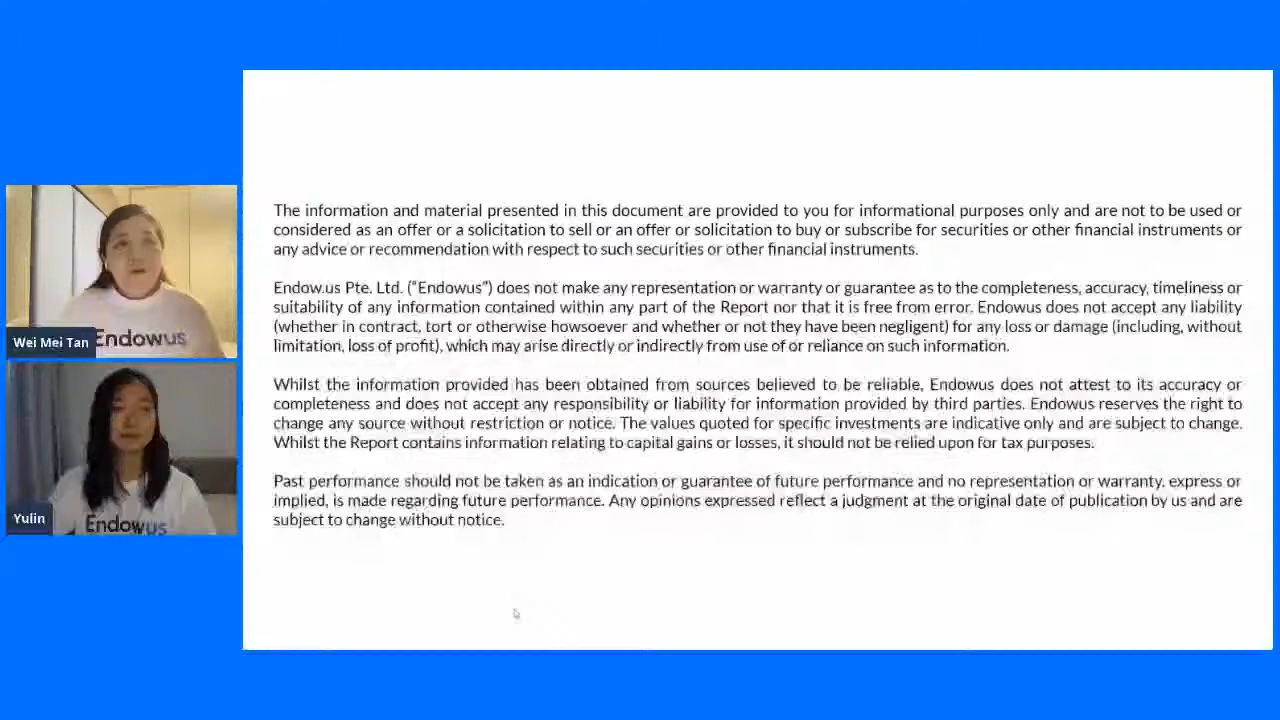 Endowus
Wei Mei Tan
Endowus
Yulin
The information and material presented in this document are provided to you for informational purposes only and are not to be used or
considered as an offer or a solicitation to sell or an offer or solicitation to buy or subscribe for securities or other financial instruments or
any advice or recommendation with respect to such securities or other financial instruments.
Endow.us Pte. Ltd. (“Endowus”) does not make any representation or warranty or guarantee as to the completeness, accuracy, timeliness or
suitability of any information contained within any part of the Report nor that it is free from error. Endowus does not accept any liability
(whether in contract, tort or otherwise howsoever and whether or not they have been negligent) for any loss or damage (including, without
limitation, loss of profit), which may arise directly or indirectly from use of or reliance on such information.
Whilst the information provided has been obtained from sources believed to be reliable, Endowus does not attest to its accuracy or
completeness and does not accept any responsibility or liability for information provided by third parties. Endowus reserves the right to
change any source without restriction or notice. The values quoted for specific investments are indicative only and are subject to change.
Whilst the Report contains information relating to capital gains or losses, it should not be relied upon for tax purposes.
Past performance should not be taken as an indication or guarantee of future performance and no representation or warranty, express or
implied, is made regarding future performance. Any opinions expressed reflect a judgment at the original date of publication by us and are
subject to change without notice.